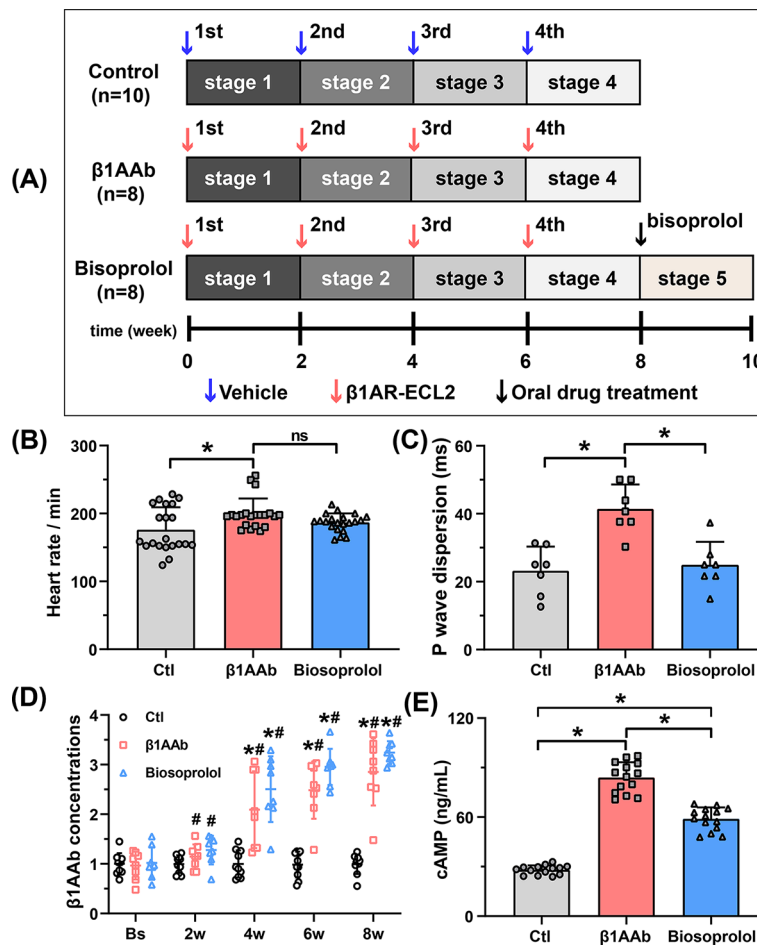 (A)
1st 2nd 3rd 4th
Control
(n=10)
stage 1 stage 2 stage 3 stage 4
1st 2nd 3rd 4th
β1AAb
(n=8)
stage 1 stage 2 stage 3 stage 4
1st 2nd 3rd 4th bisoprolol
Bisoprolol
(n=8)
stage 1 stage 2 stage 3 stage 4 stage 5
time (week)
0 2 4 6 8 10
Vehicle β1AR-ECL2 Oral drug treatment
(B)
Heart rate / min
300
200
100
0
* ns
Ctl β1AAb Biosoprolol
(C)
P wave dispersion (ms)
60
40
20
0
* *
Ctl β1AAb Biosoprolol
(D)
β1AAb concentrations
4
3
2
1
0
Ctl
β1AAb
Biosoprolol
# # *# *# *# *# *# *#
Bs 2w 4w 6w 8w
(E)
cAMP (ng/mL)
120
90
60
30
0
*
* *
Ctl β1AAb Biosoprolol